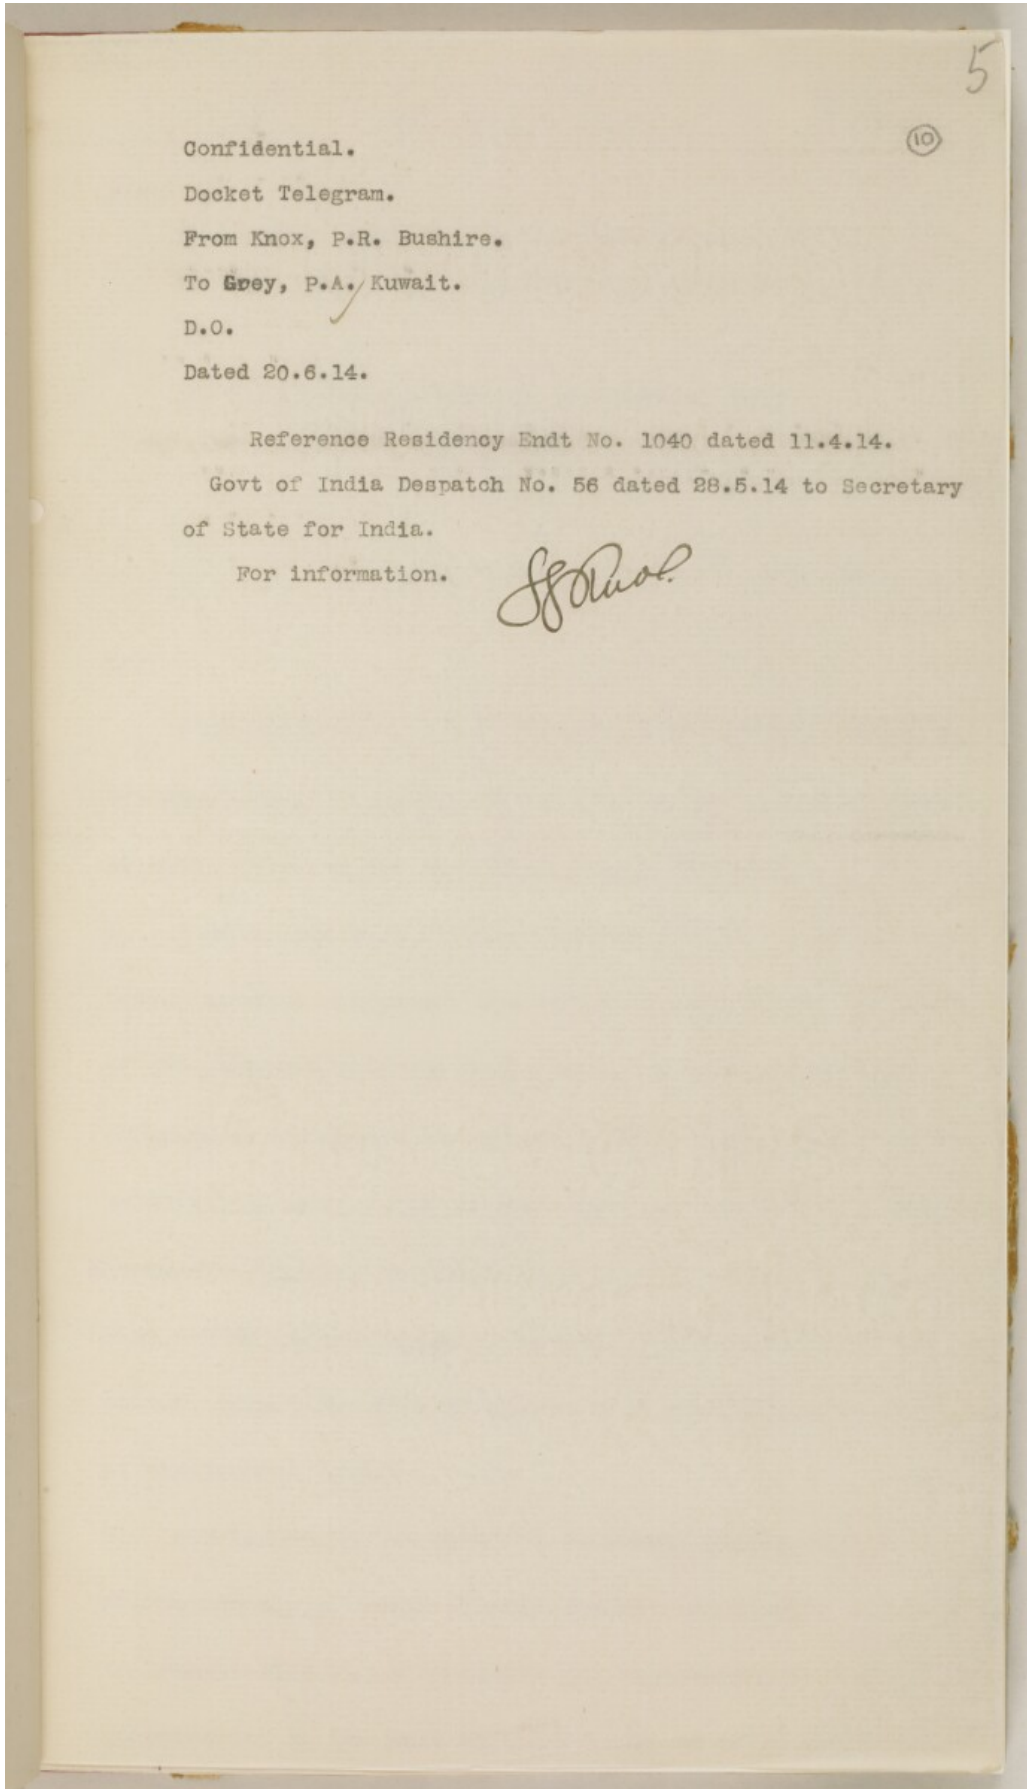 5
10
Confidential.
Docket Telegram.
From Knox, P.R. Bushire.
To Grey, P.A. Kuwait.
D.O.
Dated 20.6.14.
Reference Residency Endt No. 1040 dated 11.4.14.
Govt of India Despatch No. 56 dated 28.5.14 to Secretary
of State for India.
For information.
SGKnox.